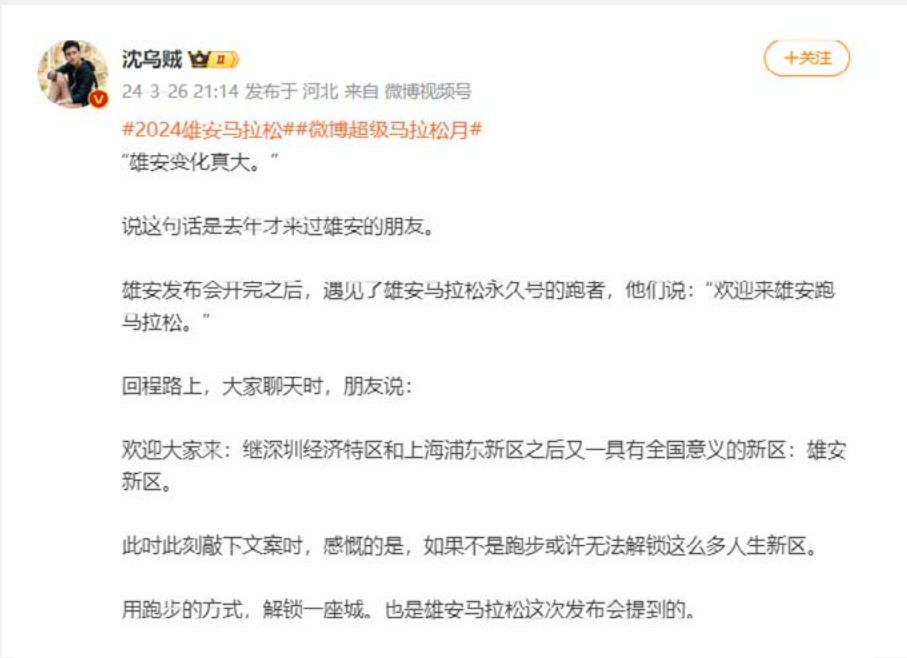 沈乌贼 II
+关注
24-3-26 21:14 发布于 河北 来自 微博视频号
#2024雄安马拉松##微博超级马拉松月#
“雄安变化真大。”
说这句话是去年才来过雄安的朋友。
雄安发布会开完之后，遇见了雄安马拉松永久号的跑者，他们说：“欢迎来雄安跑
马拉松。”
回程路上，大家聊天时，朋友说：
欢迎大家来：继深圳经济特区和上海浦东新区之后又一具有全国意义的新区：雄安
新区。
此时此刻敲下文案时，感慨的是，如果不是跑步或许无法解锁这么多人生新区。
用跑步的方式，解锁一座城。也是雄安马拉松这次发布会提到的。